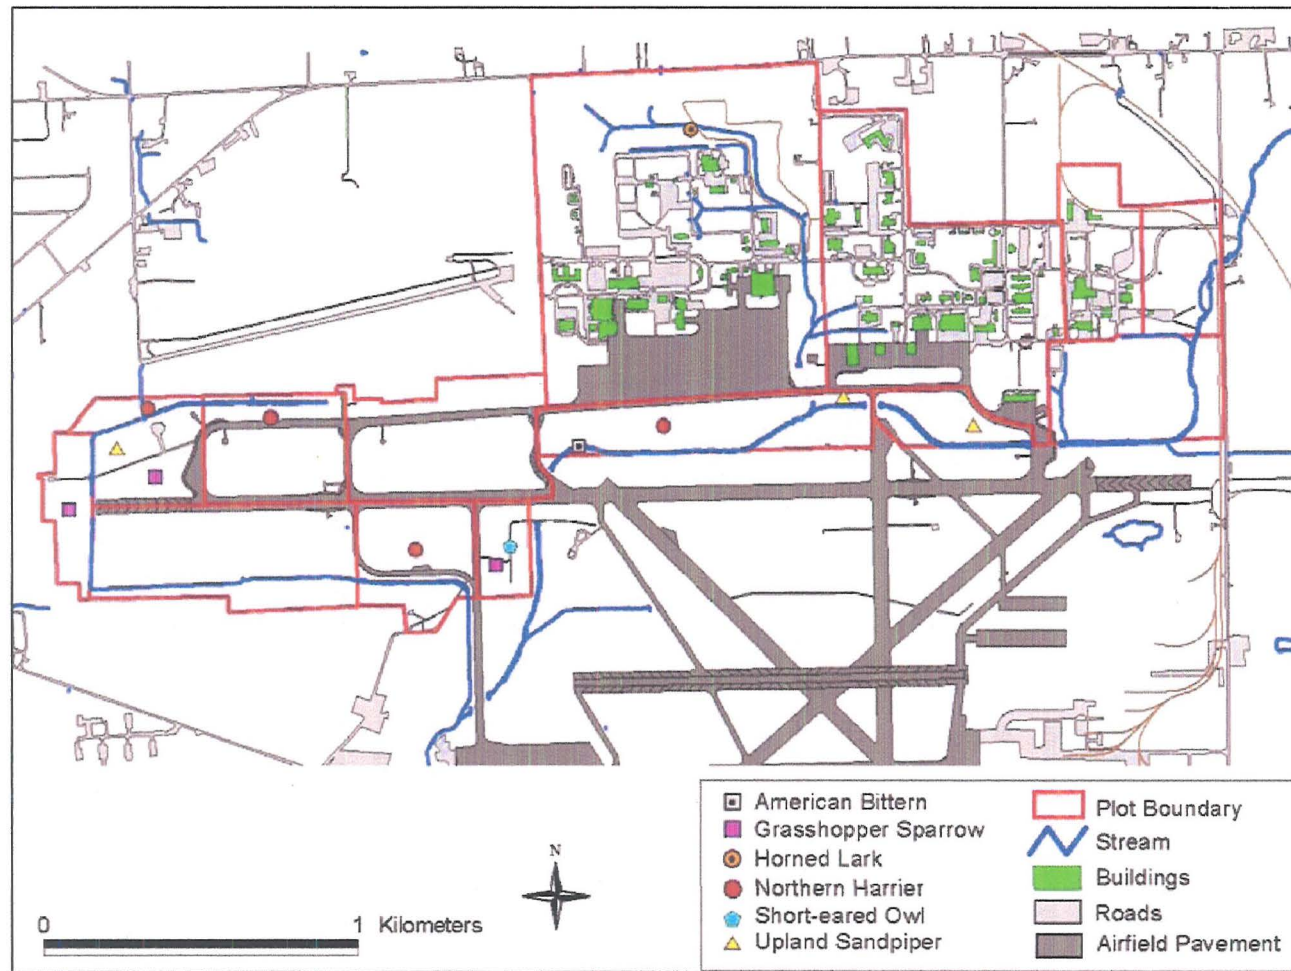 N
0 1 Kilometers
American Bittern
Grasshopper Sparrow
Horned Lark
Northern Harrier
Short-eared Owl
Upland Sandpiper
Plot Boundary
Stream
Buildings
Roads
Airfield Pavement